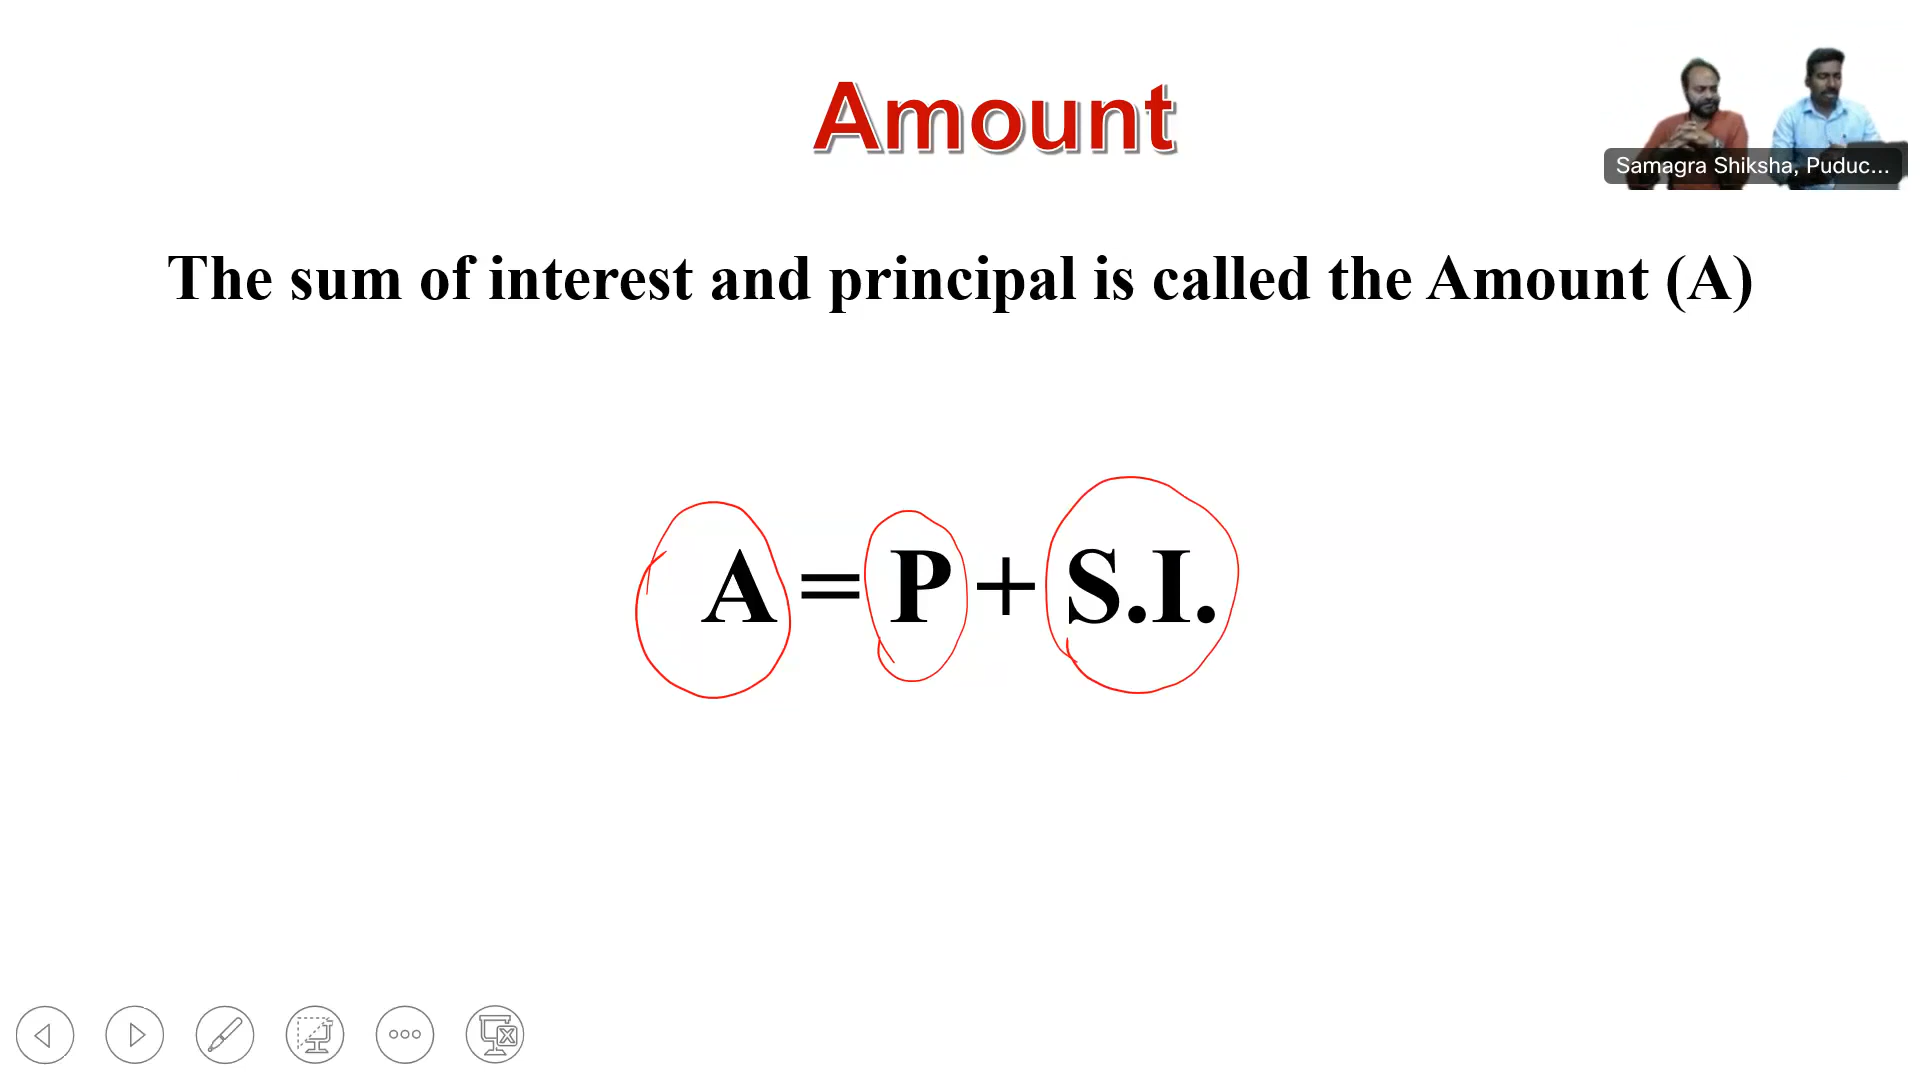 Amount
Samagra Shiksha, Puduc...
The sum of interest and principal is called the Amount (A)
A = P + S.I.